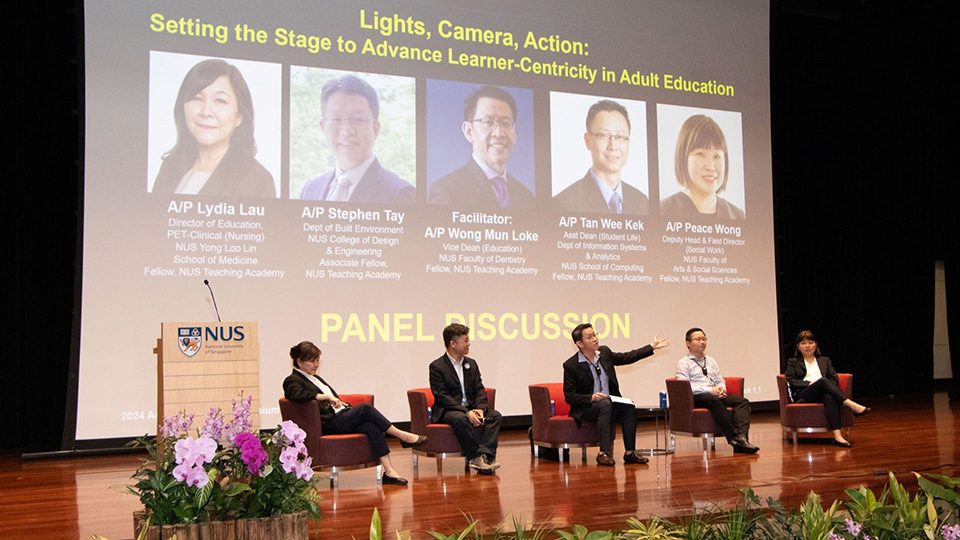 Lights, Camera, Action:
Setting the Stage to Advance Learner-Centricity in Adult Education
A/P Lydia Lau
Director of Education,
PET-Clinical (Nursing)
NUS Yong Loo Lin
School of Medicine
Fellow, NUS Teaching Academy
A/P Stephen Tay
Dept of Built Environment
NUS College of Design
& Engineering
Associate Fellow,
NUS Teaching Academy
Facilitator:
A/P Wong Mun Loke
Vice Dean (Education)
NUS Faculty of Dentistry
Fellow, NUS Teaching Academy
A/P Tan Wee Kek
Asst Dean (Student Life)
Dept of Information Systems
& Analytics
NUS School of Computing
Fellow, NUS Teaching Academy
A/P Peace Wong
Deputy Head & Field Director
(Social Work)
NUS Faculty of
Arts & Social Sciences
Fellow, NUS Teaching Academy
PANEL DISCUSSION
NUS
National University
of Singapore
2024
1.1